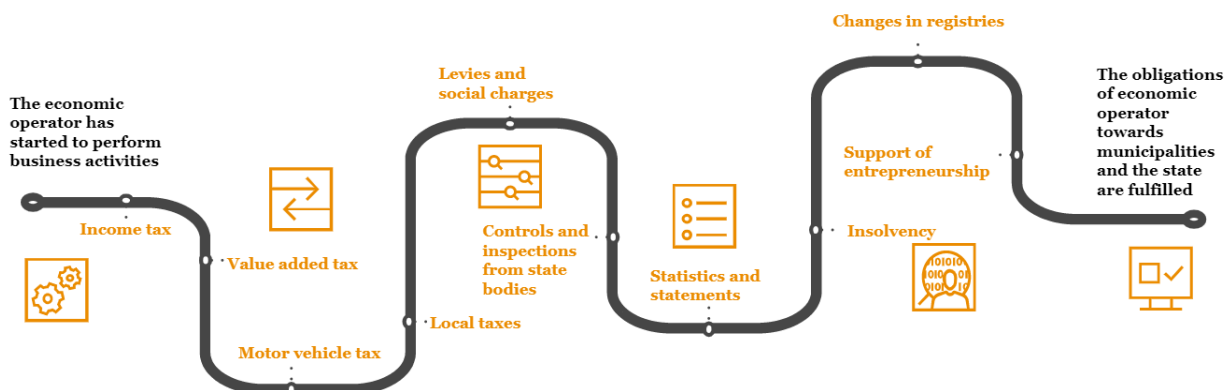 The economic
operator has
started to perform
business activities
Income tax
Value added tax
Motor vehicle tax
Local taxes
Levies and
social charges
Controls and
inspections
from state
bodies
Statistics and
statements
Insolvency
Changes in registries
Support of
entrepreneurship
The obligations
of economic
operator
towards
municipalities
and the state
are fulfilled